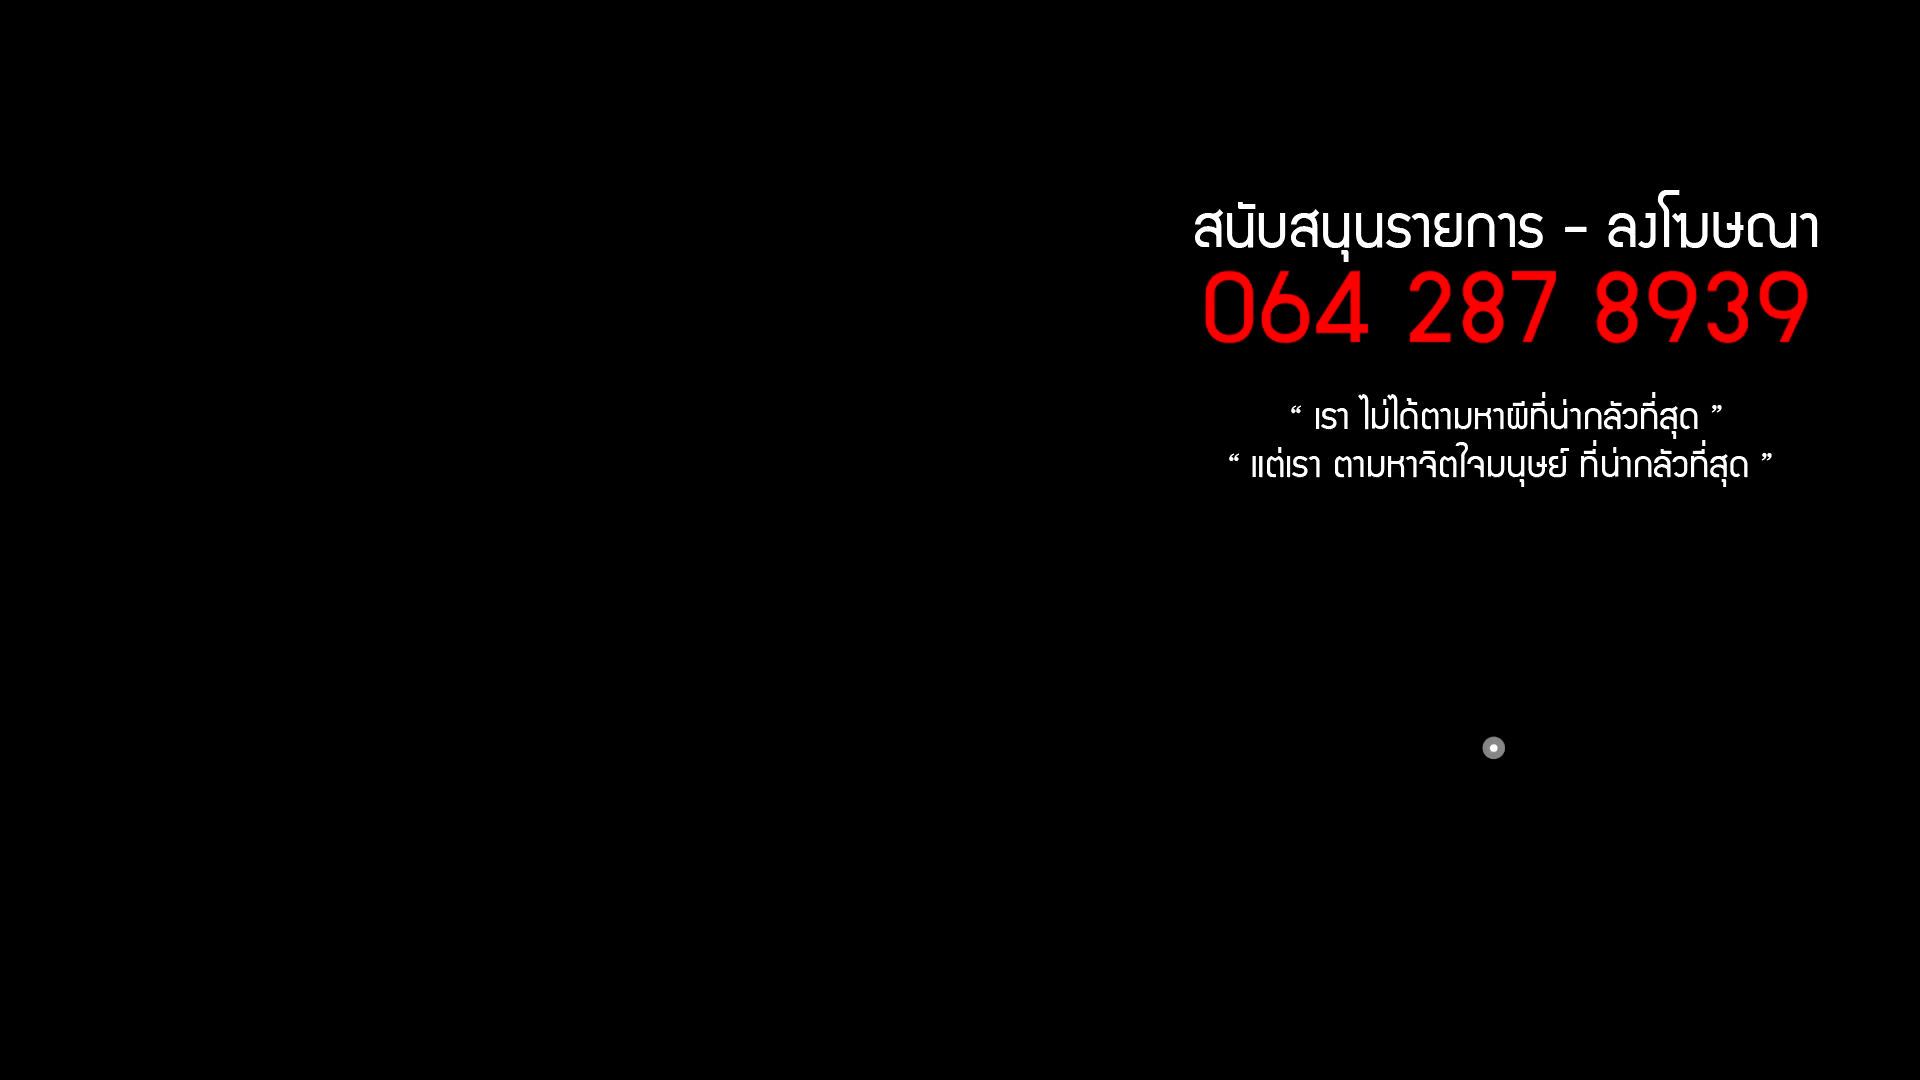 สนับสนุนรายการ - ลงโฆษณา
064 287 8939
“ เรา ไม่ได้ตามหาผีที่น่ากลัวที่สุด ”
“ แต่เรา ตามหาจิตใจมนุษย์ ที่น่ากลัวที่สุด ”